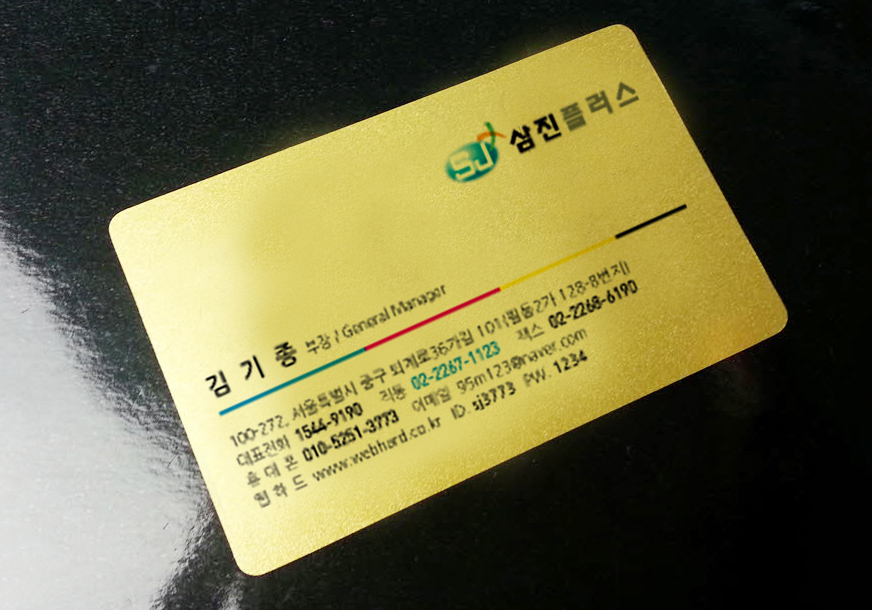 SJ 삼진플러스
김 기 종 부장 / General Manager
100-272, 서울특별시 중구 퇴계로36가길 101(필동2가 128-8번지)
대표전화 1544-9190 직통 02-2267-1123 팩스 02-2268-6190
휴 대 폰 010-5251-3773 이메일 95m123@naver.com
웹 하 드 www.webhard.co.kr ID. sj3773 PW. 1234